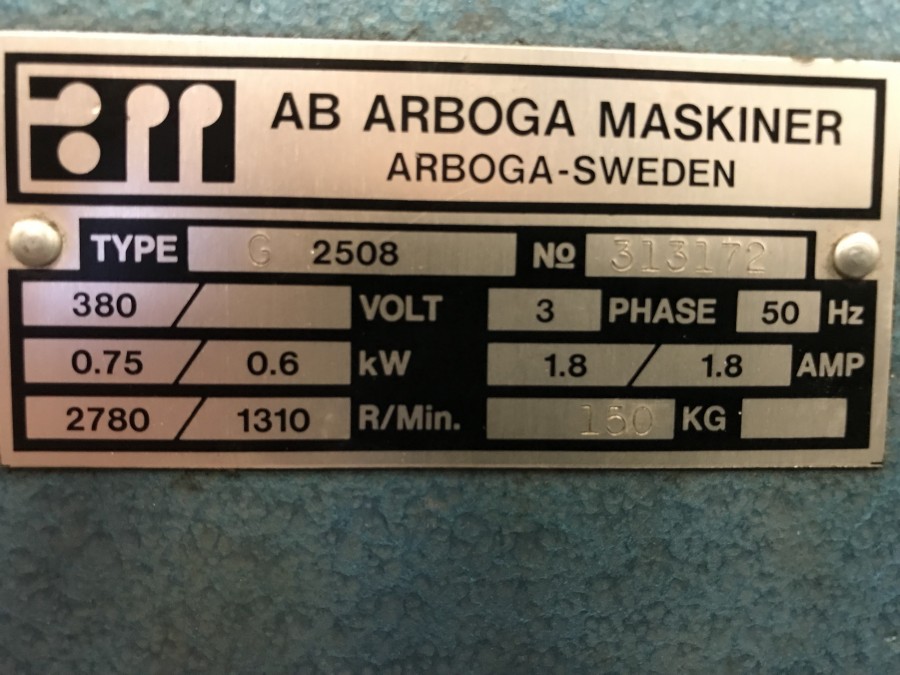 am AB ARBOGA MASKINER
ARBOGA-SWEDEN
TYPE G 2508 Nº 313172
380 / VOLT 3 PHASE 50 Hz
0.75 / 0.6 kW 1.8 / 1.8 AMP
2780 / 1310 R/Min. 150 KG